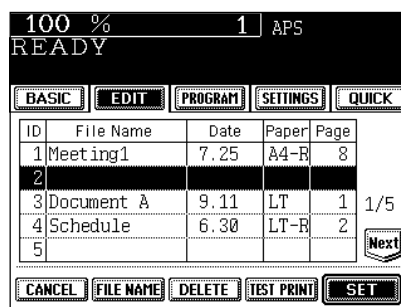 100 % 1 APS
READY
BASIC EDIT PROGRAM SETTINGS QUICK
ID File Name Date Paper Page
1 Meeting1 7.25 A4-R 8
2
3 Document A 9.11 LT 1
1/5
4 Schedule 6.30 LT-R 2
5
Next
CANCEL FILE NAME DELETE TEST PRINT SET